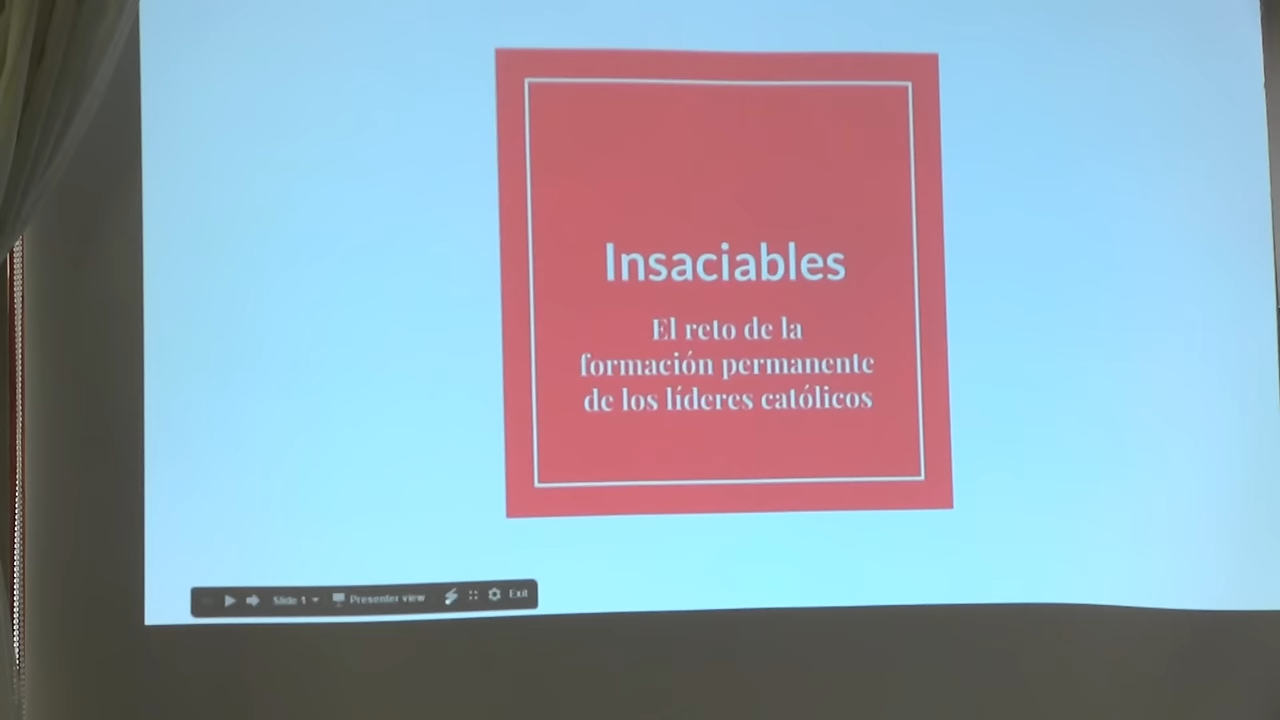 Insaciables
El reto de la
formación permanente
de los líderes católicos
Slide 1 Presenter view Exit